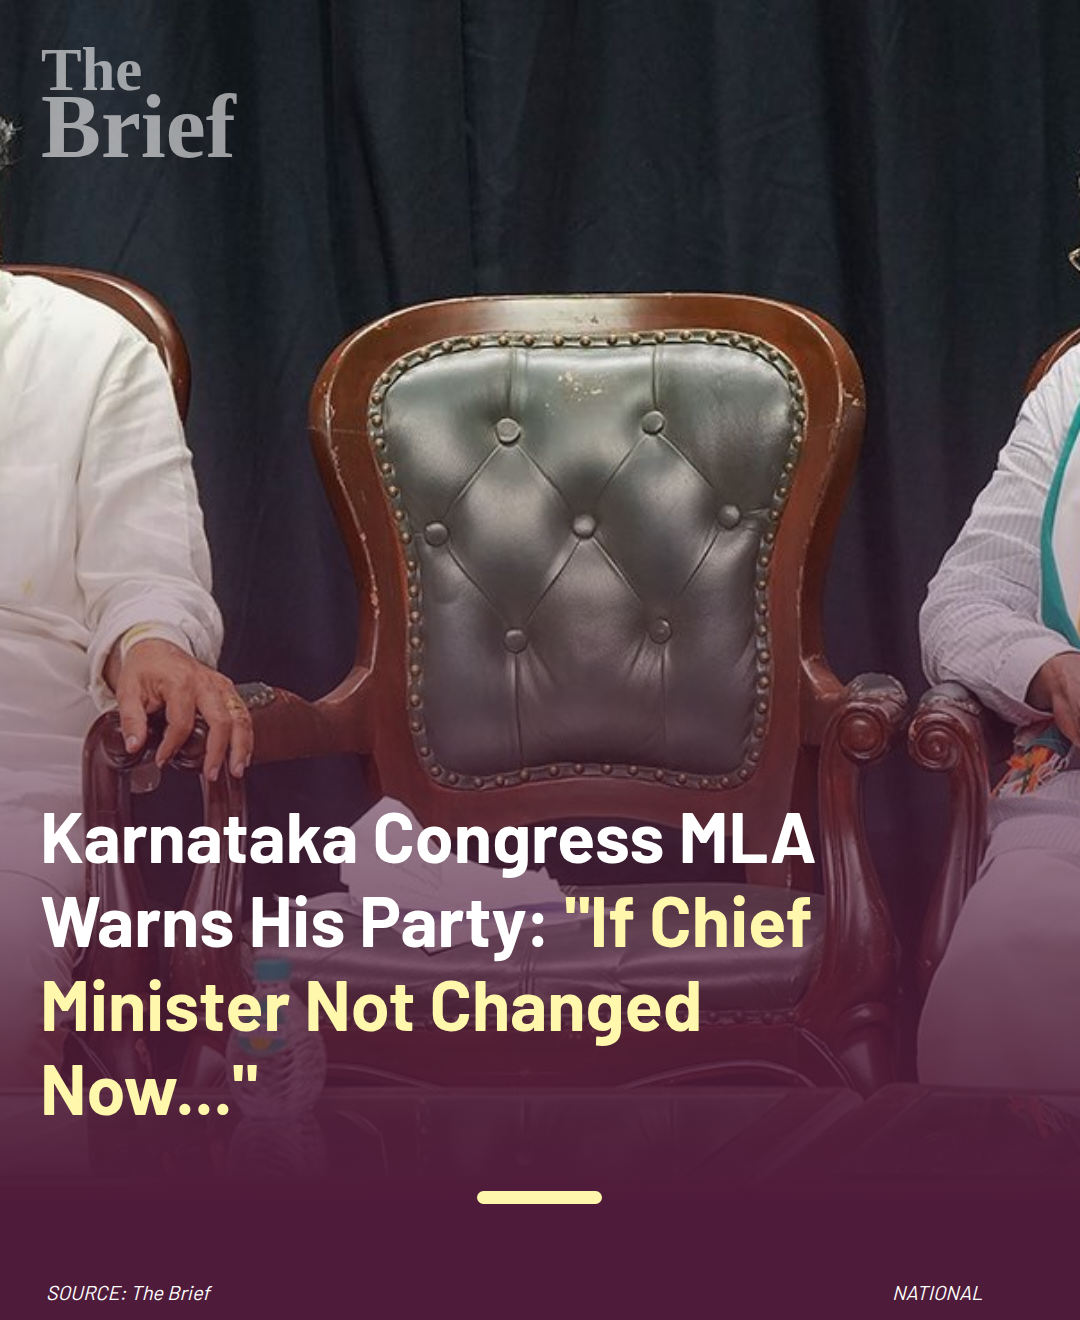 The
Brief
Karnataka Congress MLA
Warns His Party: "If Chief
Minister Not Changed
Now..."
SOURCE: The Brief
NATIONAL